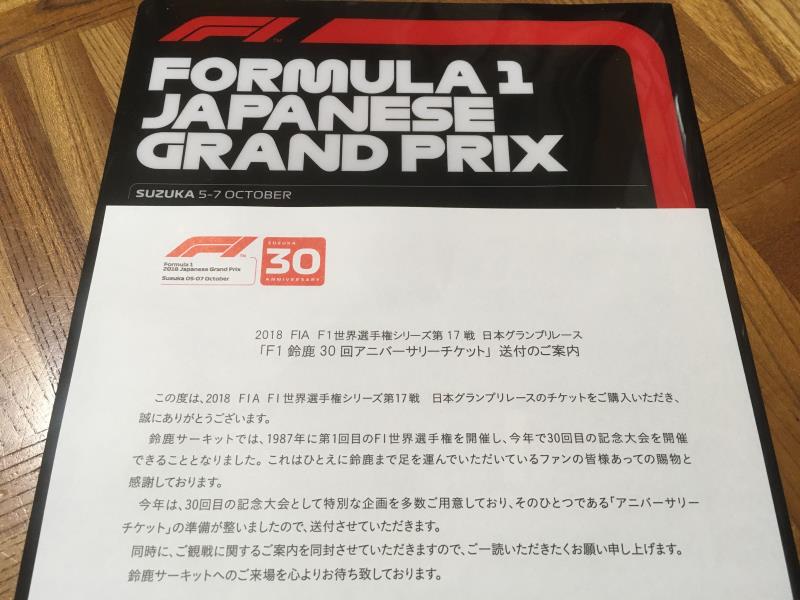 F1™
FORMULA 1
JAPANESE
GRAND PRIX
SUZUKA 5-7 OCTOBER
F1™
Formula 1
2018 Japanese Grand Prix
Suzuka 05-07 October
SUZUKA
30
ANNIVERSARY
2018 FIA F1世界選手権シリーズ第17戦 日本グランプリレース
「F1鈴鹿30回アニバーサリーチケット」送付のご案内
この度は、2018 FIA F1世界選手権シリーズ第17戦 日本グランプリレースのチケットをご購入いただき、
誠にありがとうございます。
鈴鹿サーキットでは、1987年に第1回目のF1世界選手権を開催し、今年で30回目の記念大会を開催
できることとなりました。これはひとえに鈴鹿まで足を運んでいただいているファンの皆様あっての賜物と
感謝しております。
今年は、30回目の記念大会として特別な企画を多数ご用意しており、そのひとつである「アニバーサリー
チケット」の準備が整いましたので、送付させていただきます。
同時に、ご観戦に関するご案内を同封させていただきますので、ご一読いただきたくお願い申し上げます。
鈴鹿サーキットへのご来場を心よりお待ち致しております。